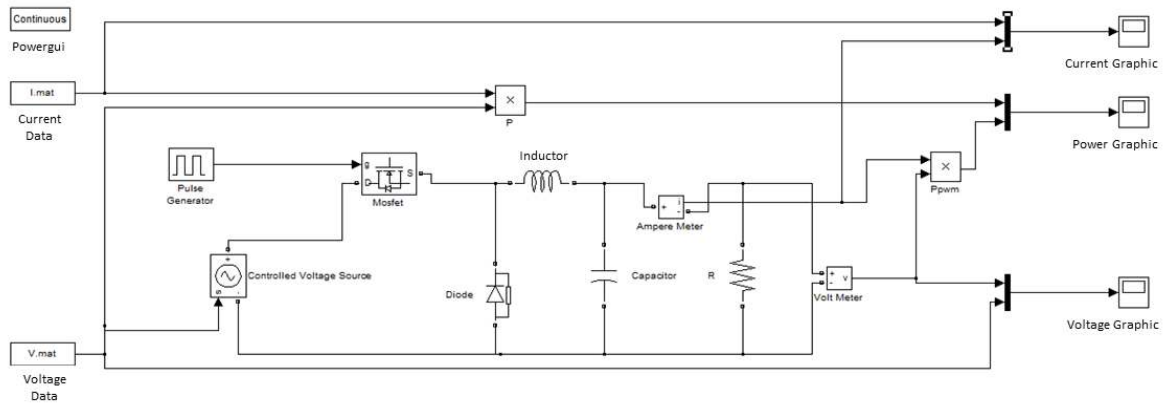 Continuous
Powergui
I.mat
Current
Data
×
P
Current Graphic
×
Ppwm
Power Graphic
Pulse
Generator
g
D
S
Mosfet
Inductor
+
i
-
Ampere Meter
+
s
-
Controlled Voltage Source
Diode
Capacitor
R
+
-
v
Volt Meter
Voltage Graphic
V.mat
Voltage
Data